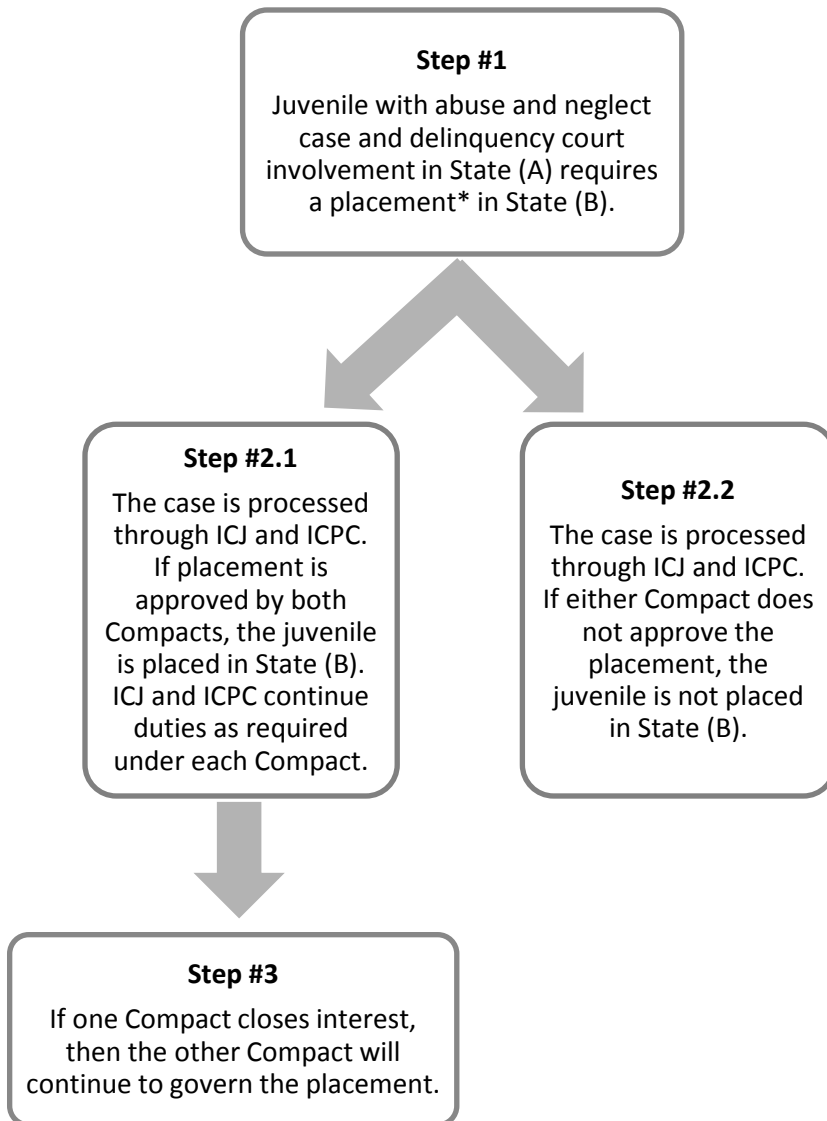 Step #1
Juvenile with abuse and neglect
case and delinquency court
involvement in State (A) requires
a placement* in State (B).
Step #2.1
The case is processed
through ICJ and ICPC.
If placement is
approved by both
Compacts, the juvenile
is placed in State (B).
ICJ and ICPC continue
duties as required
under each Compact.
Step #2.2
The case is processed
through ICJ and ICPC.
If either Compact does
not approve the
placement, the
juvenile is not placed
in State (B).
Step #3
If one Compact closes interest,
then the other Compact will
continue to govern the placement.